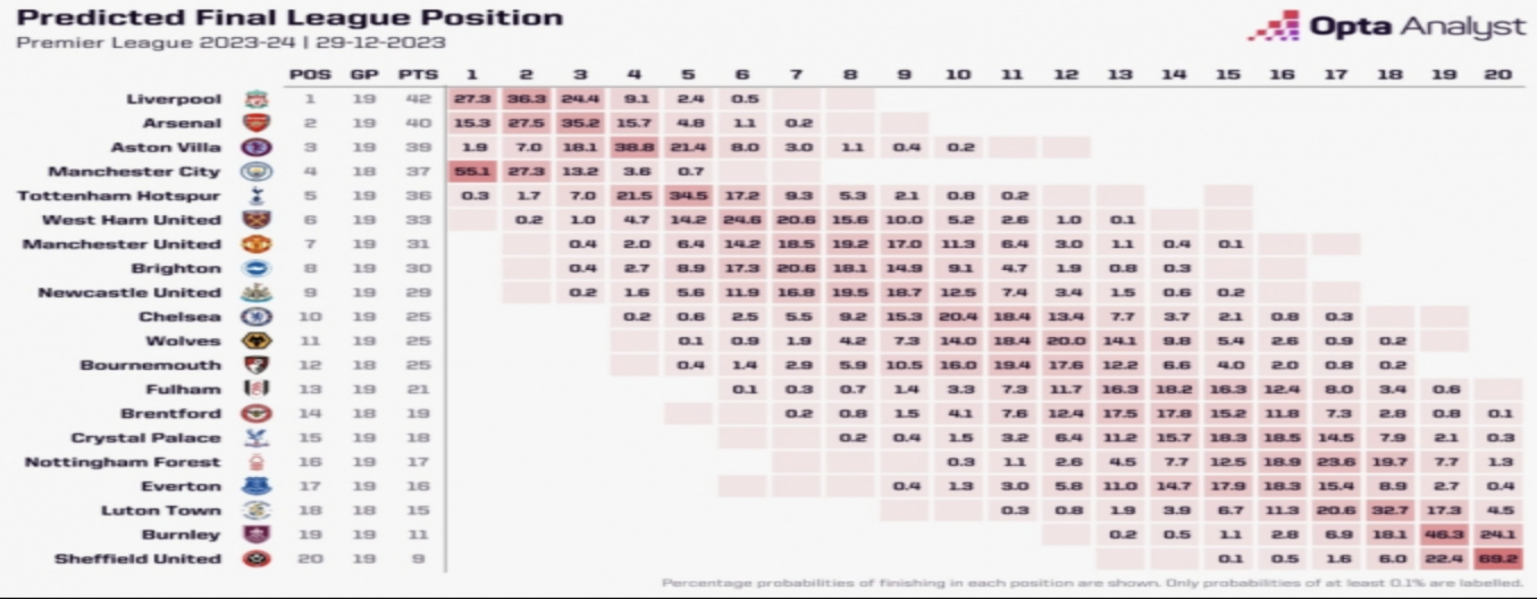 Predicted Final League Position
Opta Analyst
Premier League 2023-24 | 29-12-2023
POS GP PTS 1 2 3 4 5 6 7 8 9 10 11 12 13 14 15 16 17 18 19 20
Liverpool 1 19 42 27.3 36.3 24.4 9.1 2.4 0.5
Arsenal 2 19 40 15.3 27.5 35.2 15.7 4.8 1.1 0.2
Aston Villa 3 19 39 1.9 7.0 18.1 38.8 21.4 8.0 3.0 1.1 0.4 0.2
Manchester City 4 18 37 55.1 27.3 13.2 3.6 0.7
Tottenham Hotspur 5 19 36 0.3 1.7 7.0 21.5 34.5 17.2 9.3 5.3 2.1 0.8 0.2
West Ham United 6 19 33 0.2 1.0 4.7 14.2 24.6 20.6 15.6 10.0 5.2 2.6 1.0 0.1
Manchester United 7 19 31 0.4 2.0 6.4 14.2 18.5 19.2 17.0 11.3 6.4 3.0 1.1 0.4 0.1
Brighton 8 19 30 0.4 2.7 8.9 17.3 20.6 18.1 14.9 9.1 4.7 1.9 0.8 0.3
Newcastle United 9 19 29 0.2 1.6 5.6 11.9 16.8 19.5 18.7 12.5 7.4 3.4 1.5 0.6 0.2
Chelsea 10 19 25 0.2 0.6 2.5 5.5 9.2 15.3 20.4 18.4 13.4 7.7 3.7 2.1 0.8 0.3
Wolves 11 19 25 0.1 0.9 1.9 4.2 7.3 14.0 18.4 20.0 14.1 9.8 5.4 2.6 0.9 0.2
Bournemouth 12 18 25 0.4 1.4 2.9 5.9 10.5 16.0 19.4 17.6 12.2 6.6 4.0 2.0 0.8 0.2
Fulham 13 19 21 0.1 0.3 0.7 1.4 3.3 7.3 11.7 16.3 18.2 16.3 12.4 8.0 3.4 0.6
Brentford 14 18 19 0.2 0.8 1.5 4.1 7.6 12.4 17.5 17.8 15.2 11.8 7.3 2.8 0.8 0.1
Crystal Palace 15 19 18 0.2 0.4 1.5 3.2 6.4 11.2 15.7 18.3 18.5 14.5 7.9 2.1 0.3
Nottingham Forest 16 19 17 0.3 1.1 2.6 4.5 7.7 12.5 18.9 23.6 19.7 7.7 1.3
Everton 17 19 16 0.4 1.3 3.0 5.8 11.0 14.7 17.9 18.3 15.4 8.9 2.7 0.4
Luton Town 18 18 15 0.3 0.8 1.9 3.9 6.7 11.3 20.6 32.7 17.3 4.5
Burnley 19 19 11 0.2 0.5 1.1 2.8 6.9 18.1 46.3 24.1
Sheffield United 20 19 9 0.1 0.5 1.6 6.0 22.4 69.2
Percentage probabilities of finishing in each position are shown. Only probabilities of at least 0.1% are labelled.